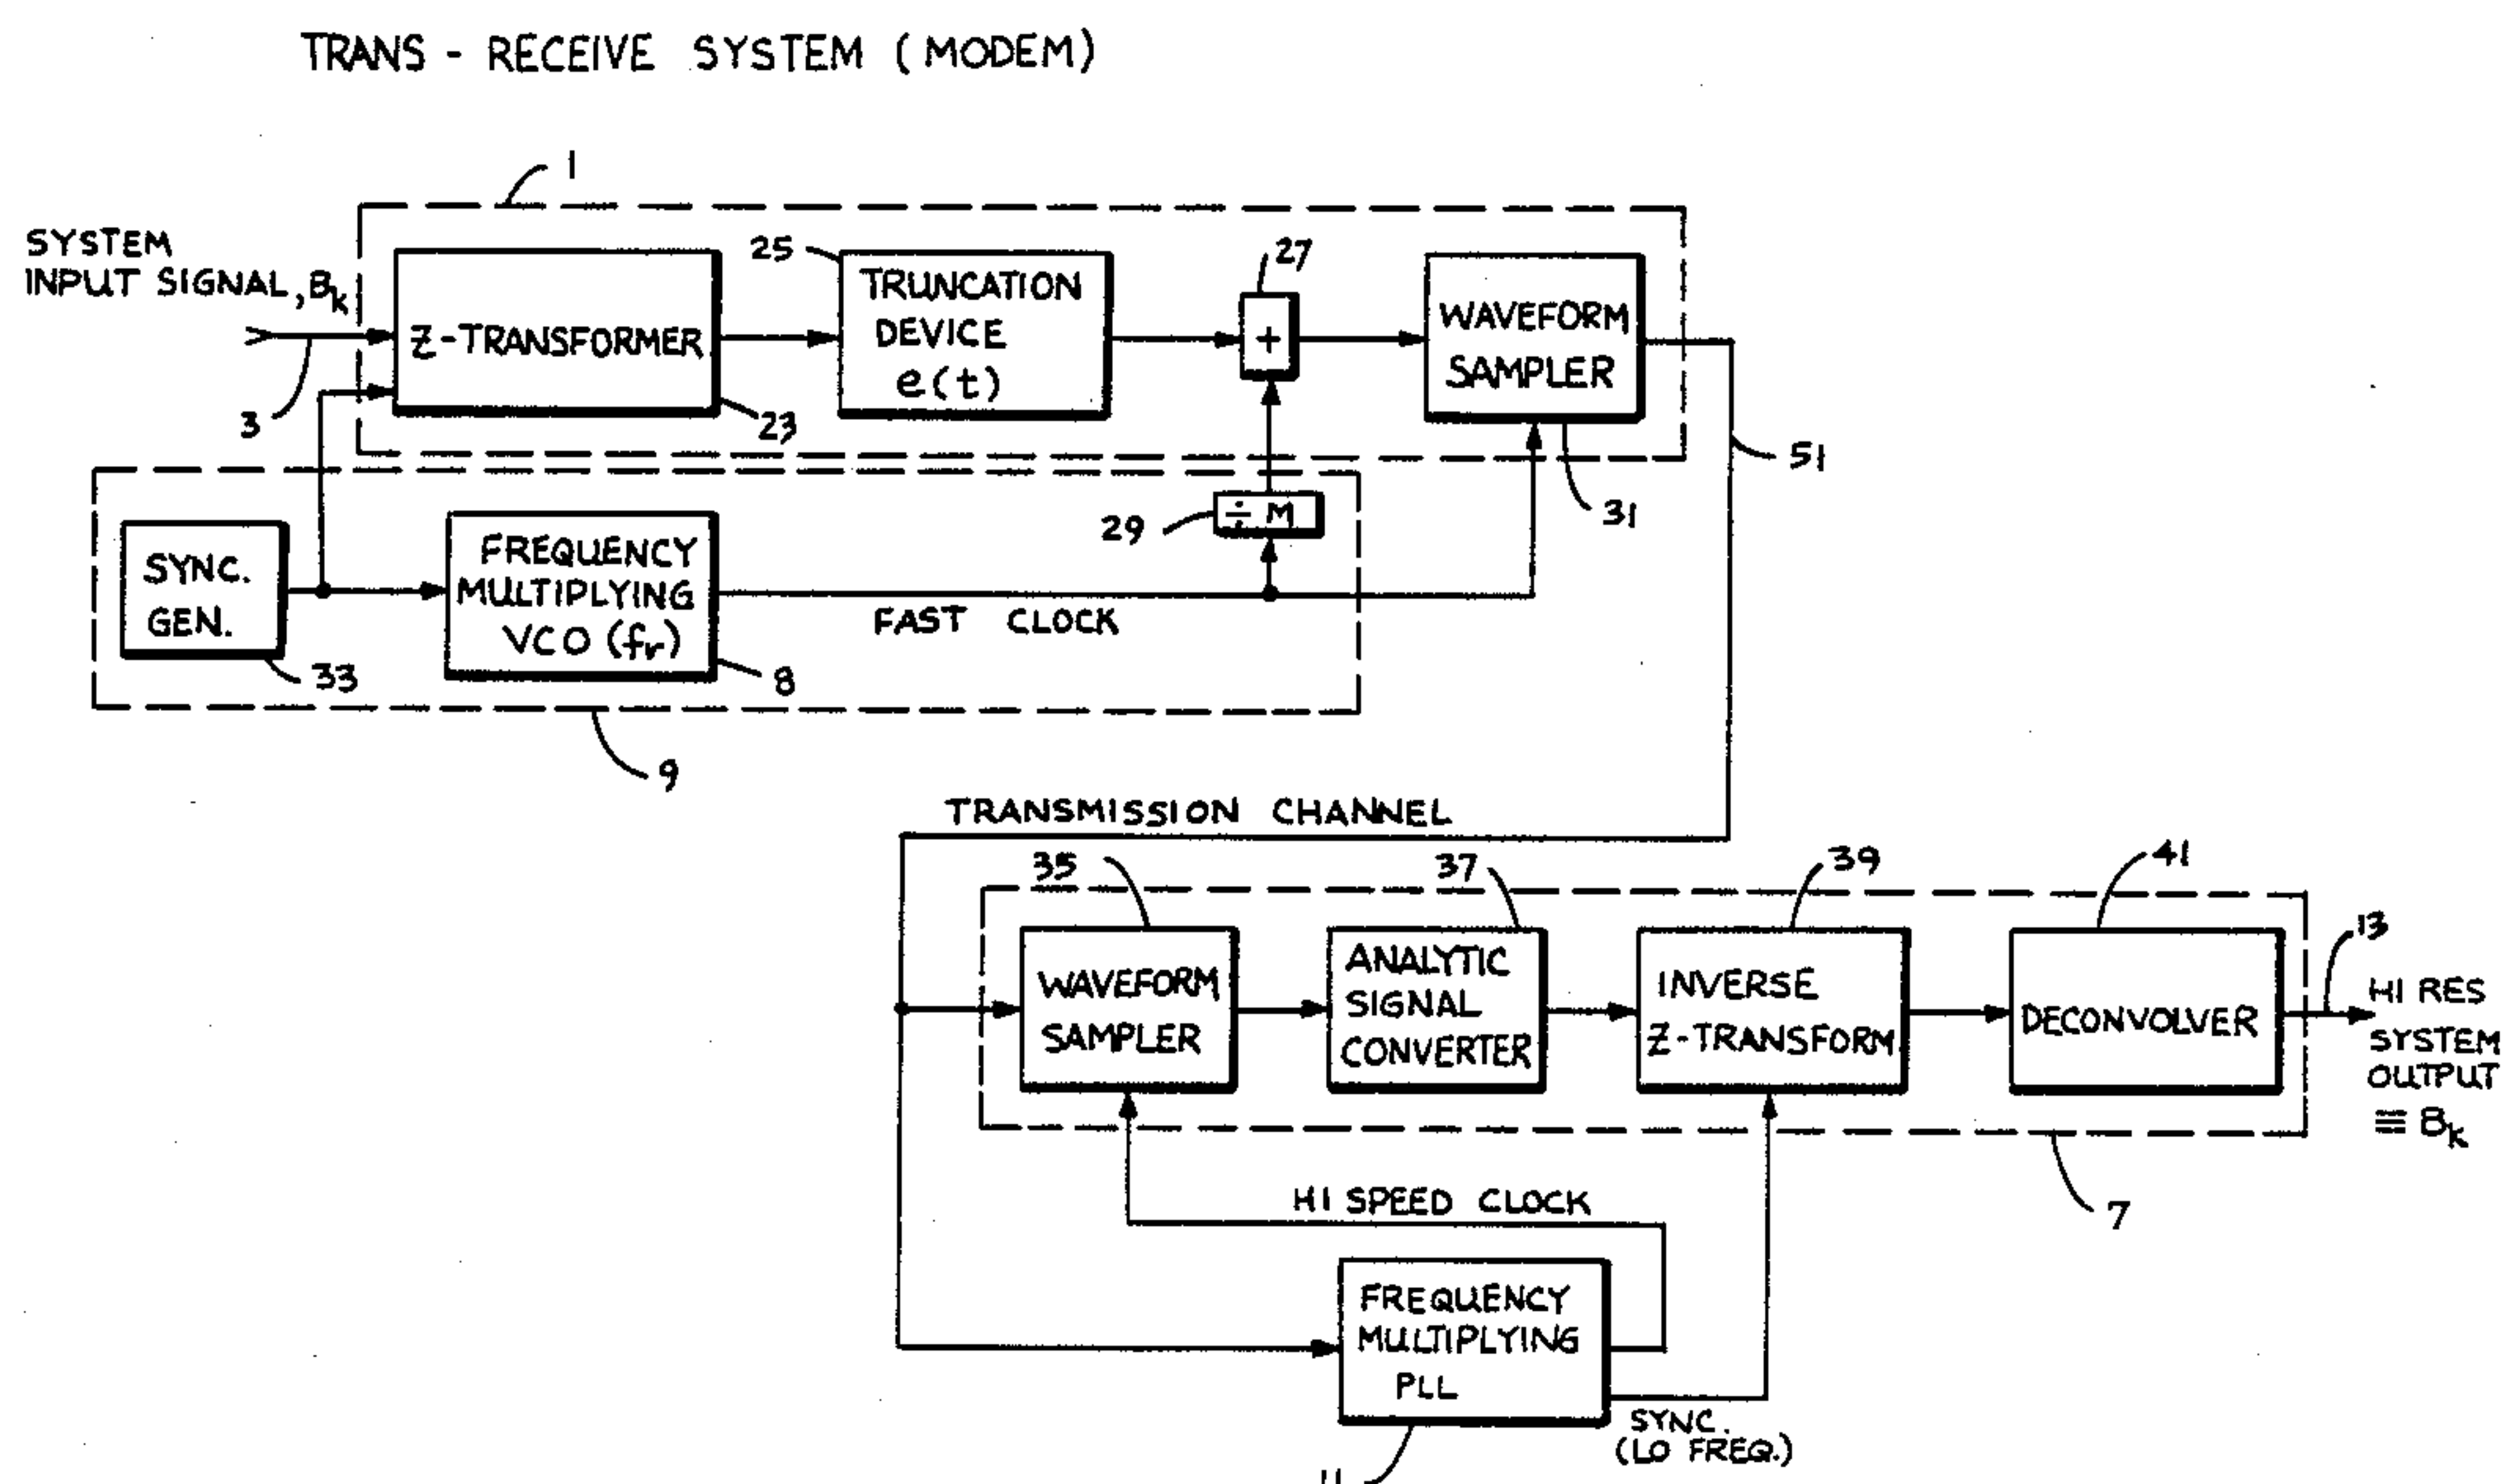 TRANS - RECEIVE SYSTEM (MODEM)
1
SYSTEM
INPUT SIGNAL, Bk
3
Z-TRANSFORMER
23
25
TRUNCATION
DEVICE
e(t)
27
+
WAVEFORM
SAMPLER
31
51
SYNC.
GEN.
33
FREQUENCY
MULTIPLYING
VCO (fr)
8
FAST CLOCK
29
÷ M
9
TRANSMISSION CHANNEL
35
WAVEFORM
SAMPLER
37
ANALYTIC
SIGNAL
CONVERTER
39
INVERSE
Z-TRANSFORM
41
DECONVOLVER
13
HI RES
SYSTEM
OUTPUT
≡ Bk
7
HI SPEED CLOCK
FREQUENCY
MULTIPLYING
PLL
SYNC.
(LO FREQ.)
11